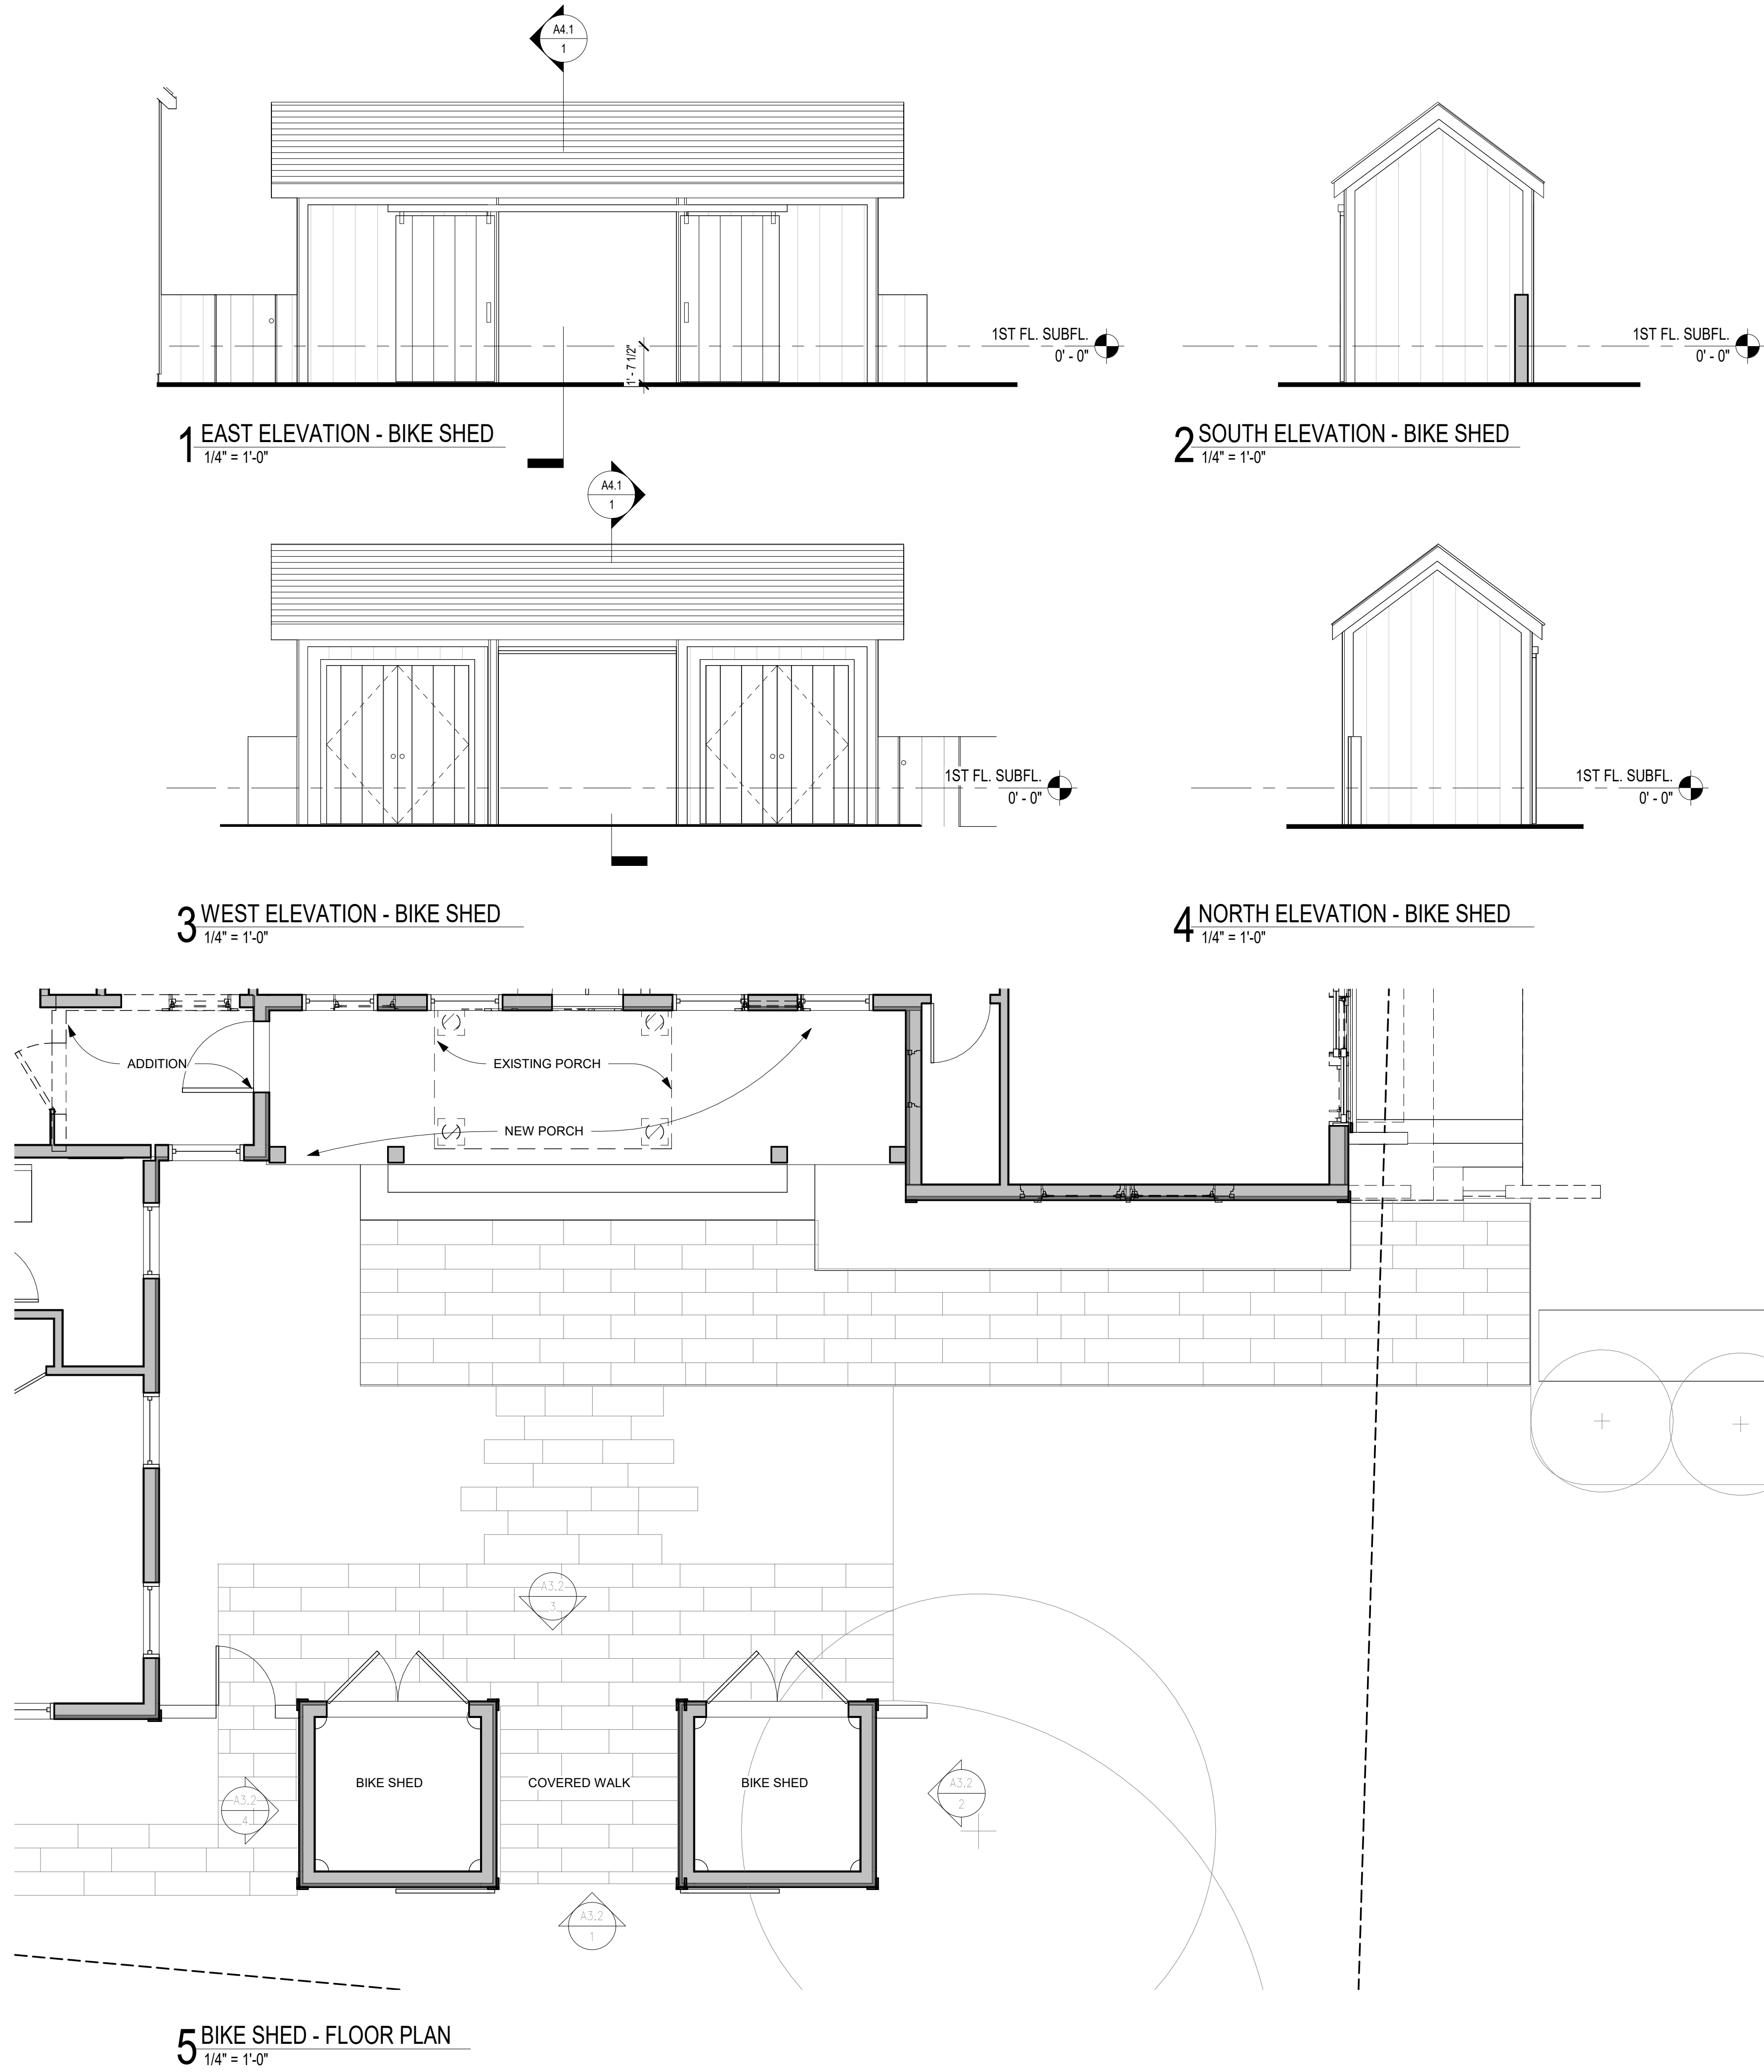 A4.1
1
1ST FL. SUBFL.
0' - 0"
1ST FL. SUBFL.
0' - 0"
1' - 7 1/2"
1 EAST ELEVATION - BIKE SHED
1/4" = 1'-0"
2 SOUTH ELEVATION - BIKE SHED
1/4" = 1'-0"
A4.1
1
1ST FL. SUBFL.
0' - 0"
1ST FL. SUBFL.
0' - 0"
3 WEST ELEVATION - BIKE SHED
1/4" = 1'-0"
4 NORTH ELEVATION - BIKE SHED
1/4" = 1'-0"
ADDITION
EXISTING PORCH
NEW PORCH
A3.2
3
BIKE SHED
COVERED WALK
BIKE SHED
A3.2
4
A3.2
2
A3.2
1
5 BIKE SHED - FLOOR PLAN
1/4" = 1'-0"